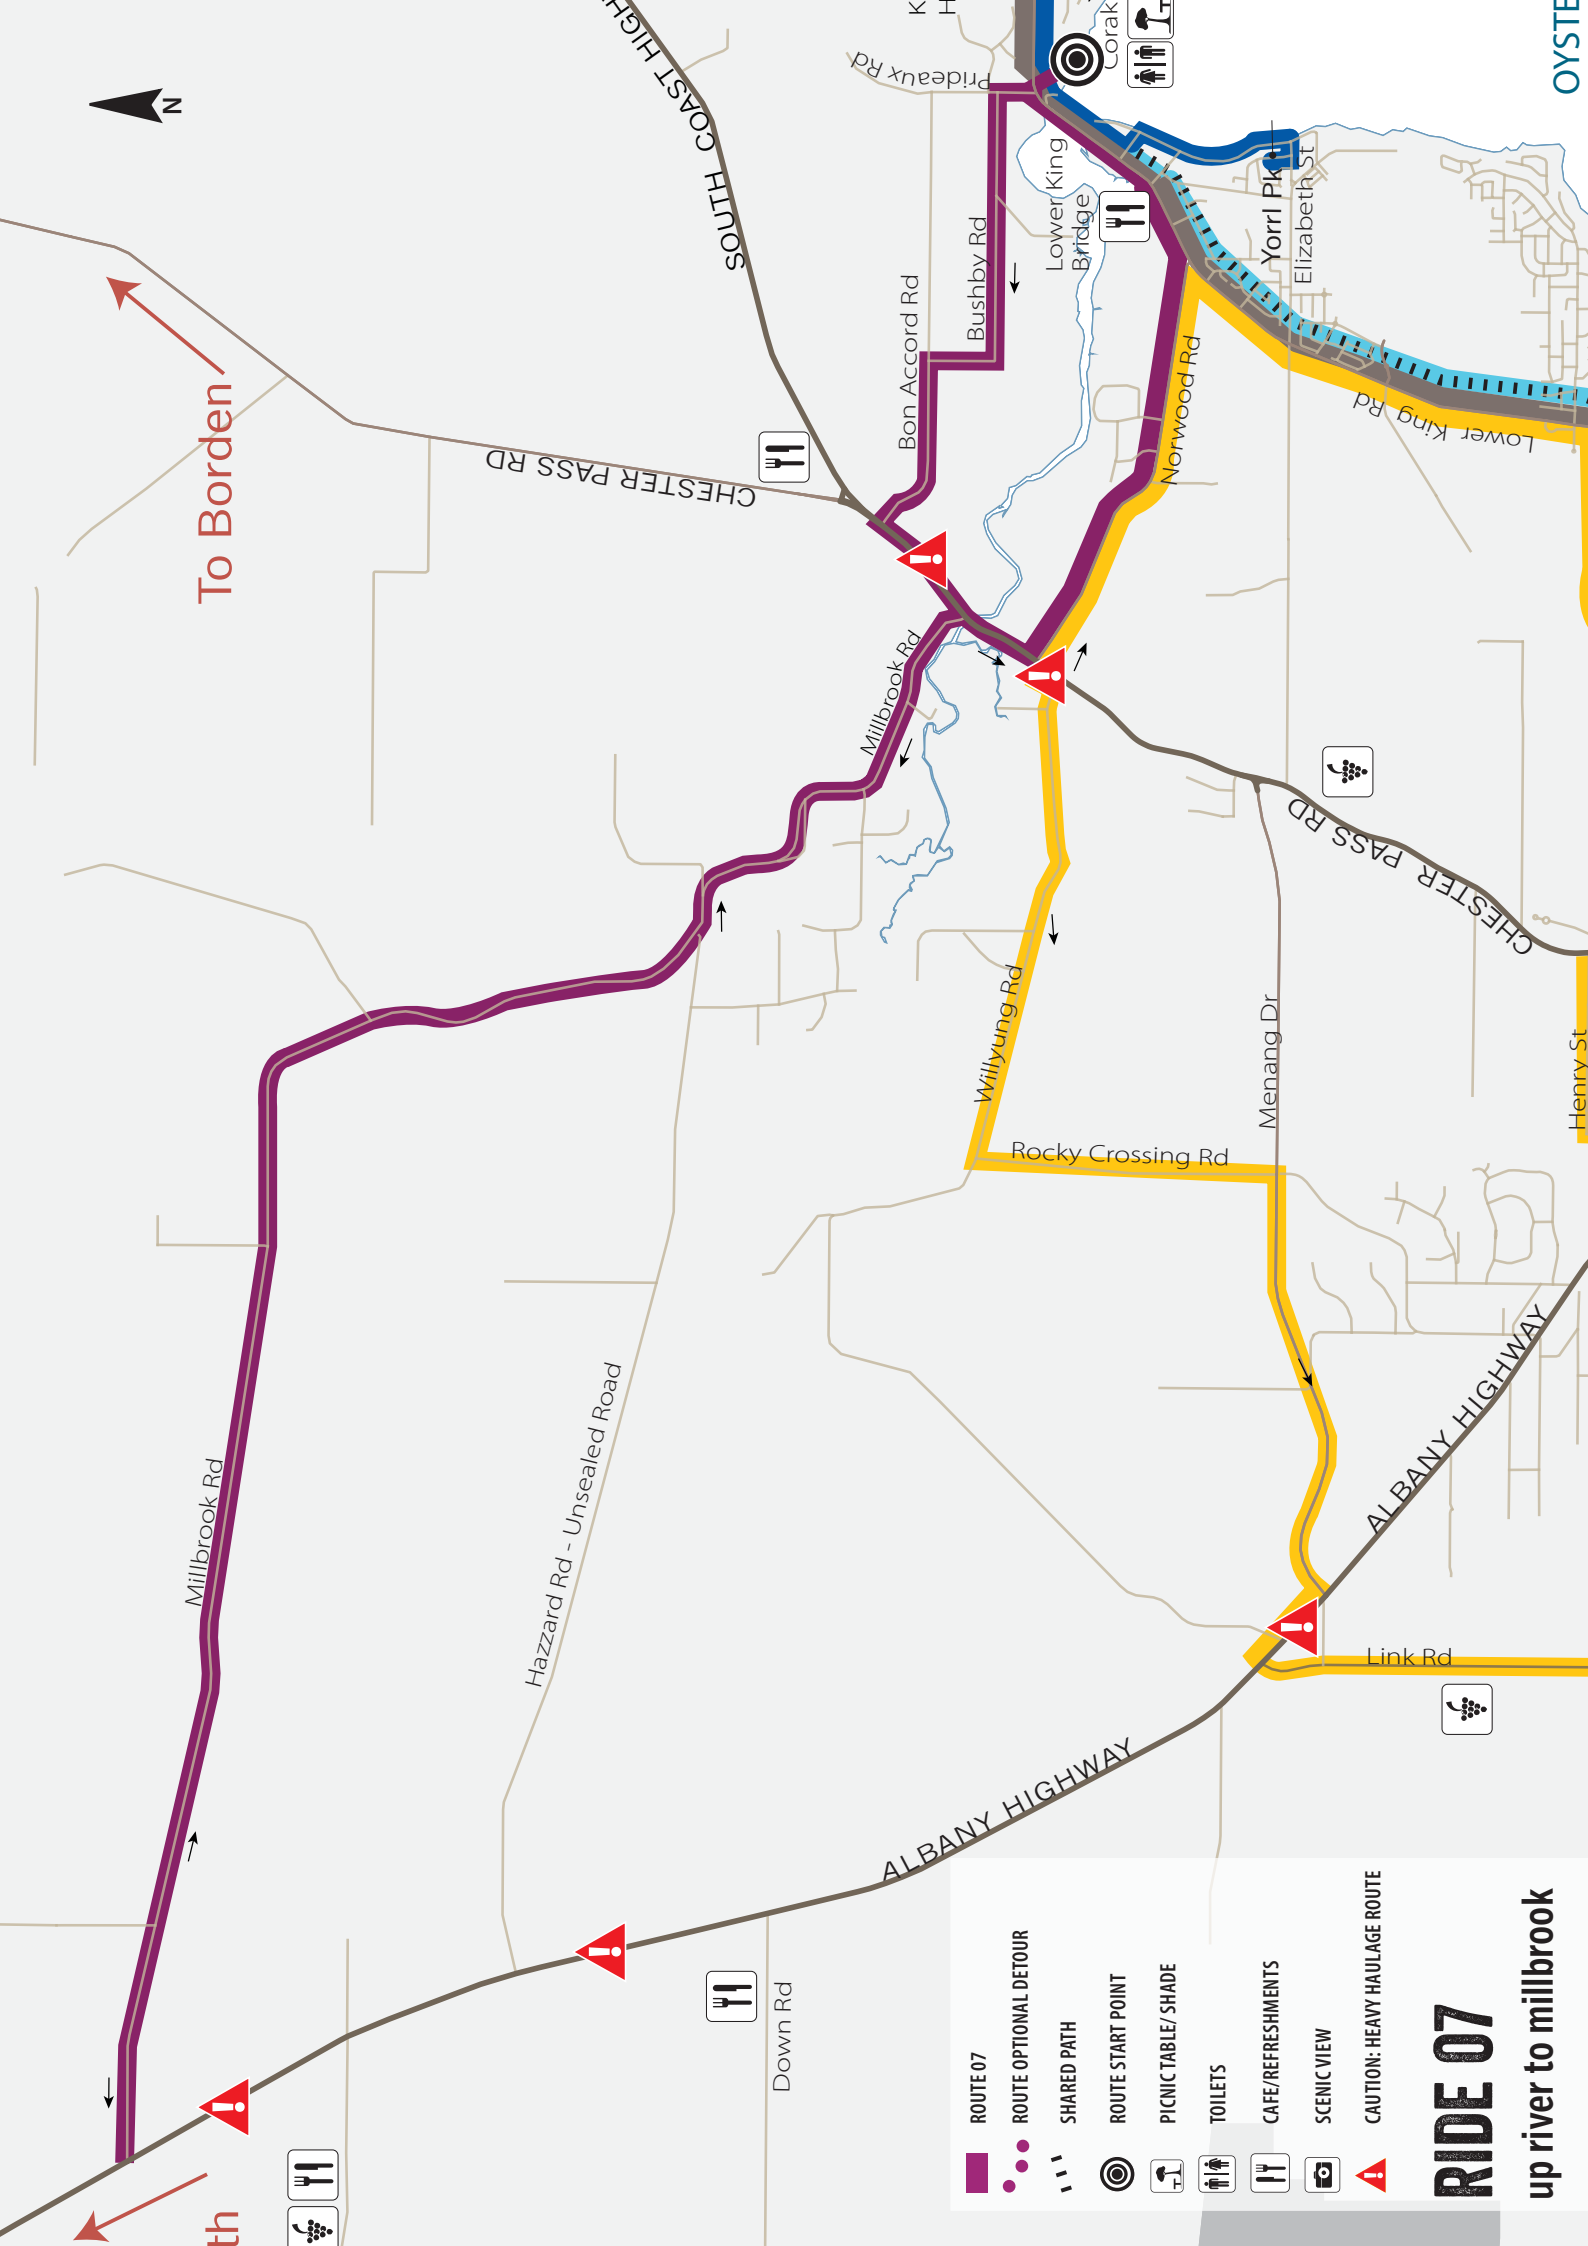 N
To Borden
SOUTH COAST HIGH
CHESTER PASS RD
Prideaux Rd
K
H
Corak
OYSTE
Bon Accord Rd
Bushby Rd
Lower King
Bridge
Yorrl Pk
Elizabeth St
Norwood Rd
Lower King Rd
Millbrook Rd
Willyung Rd
Rocky Crossing Rd
Menang Dr
CHESTER PASS RD
Henry St
Millbrook Rd
Hazzard Rd - Unsealed Road
ALBANY HIGHWAY
ALBANY HIGHWAY
Link Rd
Down Rd
th
ROUTE 07
ROUTE OPTIONAL DETOUR
SHARED PATH
ROUTE START POINT
PICNIC TABLE/ SHADE
TOILETS
CAFE/REFRESHMENTS
SCENIC VIEW
CAUTION: HEAVY HAULAGE ROUTE
RIDE 07
up river to millbrook